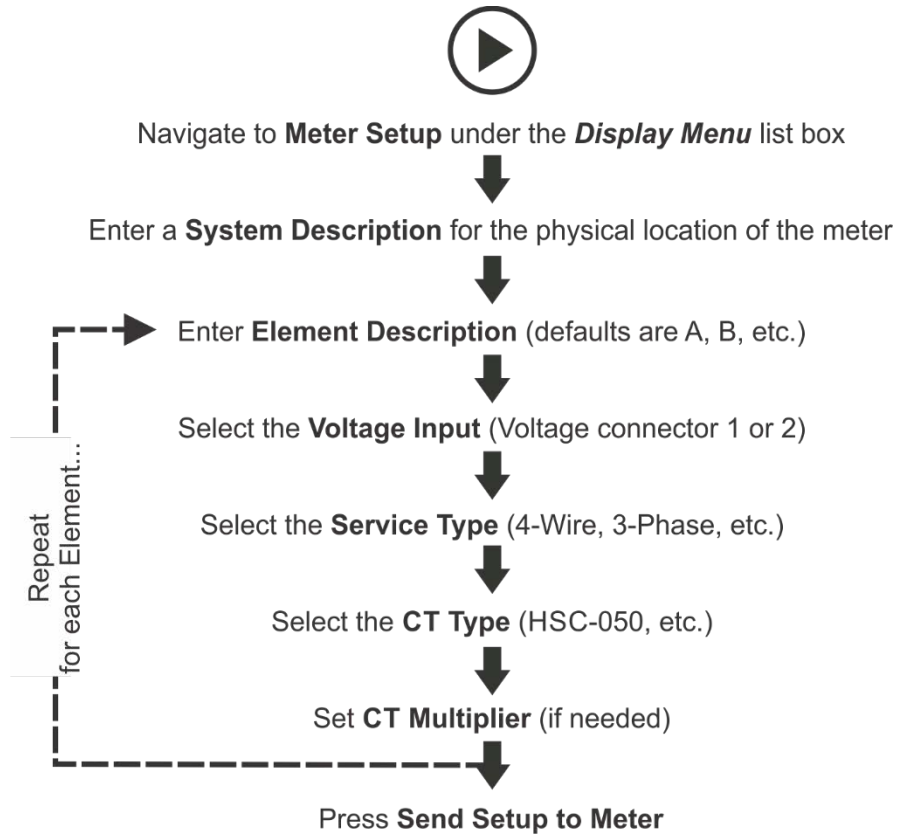 Navigate to Meter Setup under the Display Menu list box
Enter a System Description for the physical location of the meter
Enter Element Description (defaults are A, B, etc.)
Select the Voltage Input (Voltage connector 1 or 2)
Select the Service Type (4-Wire, 3-Phase, etc.)
Select the CT Type (HSC-050, etc.)
Set CT Multiplier (if needed)
Repeat
for each Element...
Press Send Setup to Meter